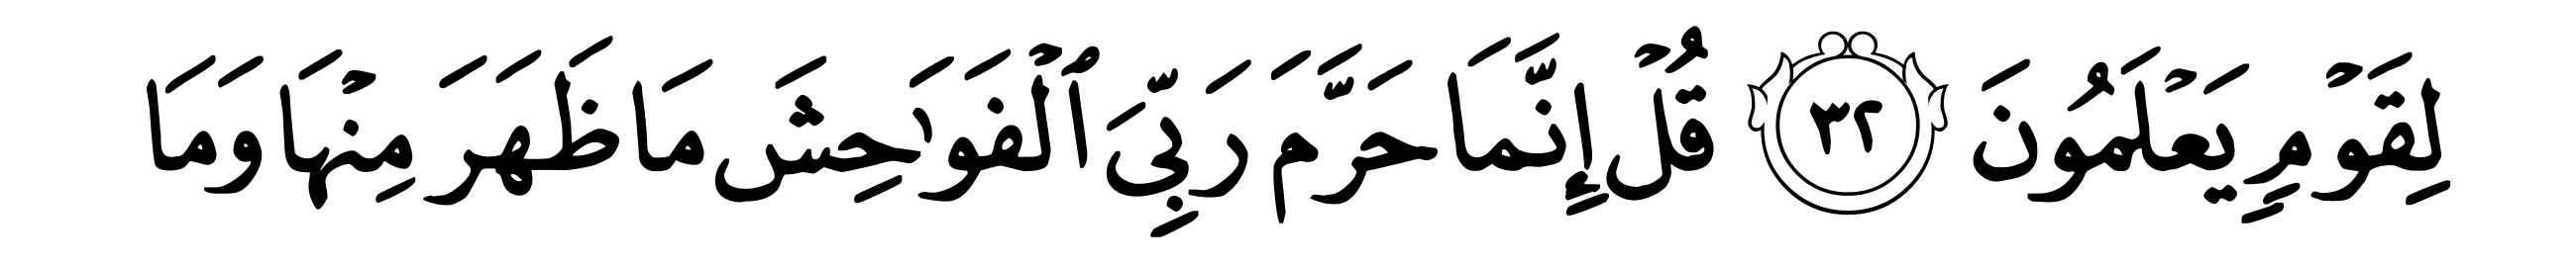 لِقَوۡمٖ يَعۡلَمُونَ ٣٢ قُلۡ إِنَّمَا حَرَّمَ رَبِّيَ ٱلۡفَوَٰحِشَ مَا ظَهَرَ مِنۡهَا وَمَا